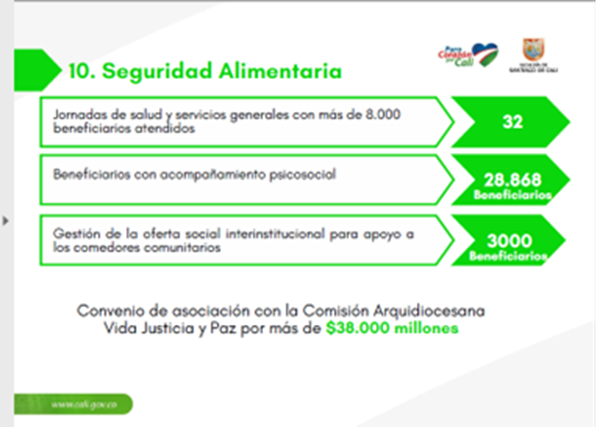 10. Seguridad Alimentaria
Puro
Corazón
por
Cali
ALCALDÍA DE
SANTIAGO DE CALI
Jornadas de salud y servicios generales con más de 8.000
beneficiarios atendidos
32
Beneficiarios con acompañamiento psicosocial
28.868
Beneficiarios
Gestión de la oferta social interinstitucional para apoyo a
los comedores comunitarios
3000
Beneficiarios
Convenio de asociación con la Comisión Arquidiocesana
Vida Justicia y Paz por más de $38.000 millones
www.cali.gov.co